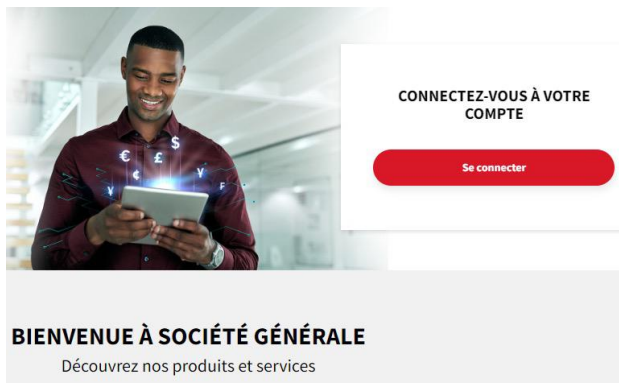 CONNECTEZ-VOUS À VOTRE
COMPTE
Se connecter
€ £ $
¢ ¥
¥ F
BIENVENUE À SOCIÉTÉ GÉNÉRALE
Découvrez nos produits et services